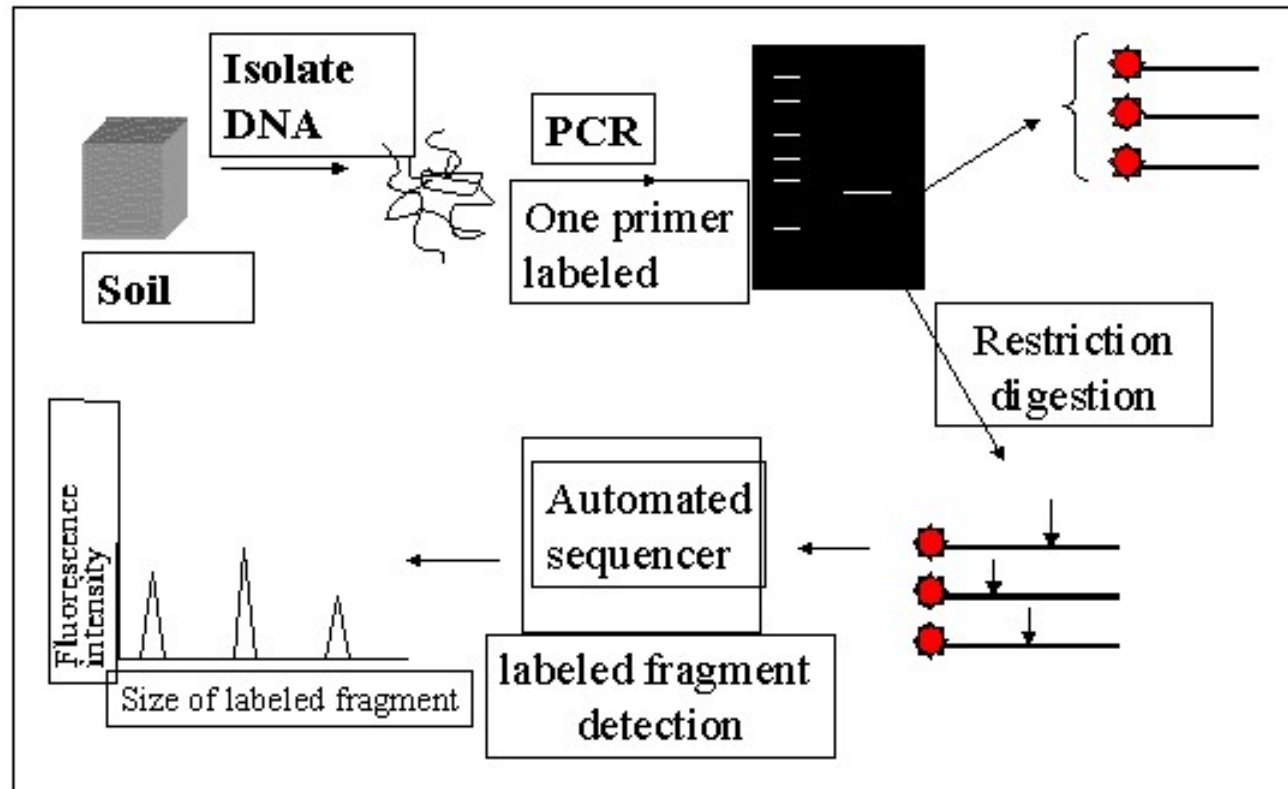 Isolate
DNA
PCR
One primer
labeled
Soil
Restriction
digestion
Automated
sequencer
labeled fragment
detection
Fluorescence
intensity
Size of labeled fragment